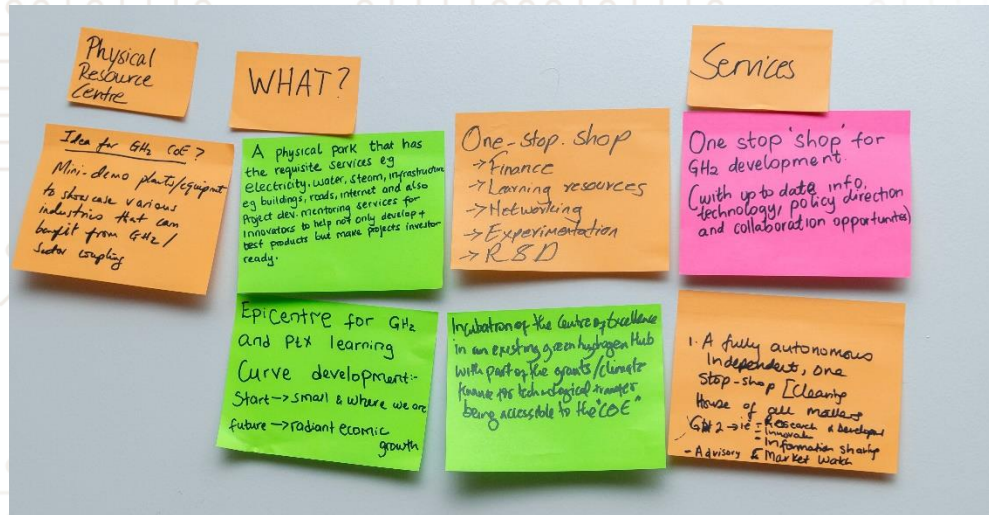 Physical
Resource
Centre
WHAT?
Services
Idea for GH2 CoE?
Mini-demo plants/equipmt
to showcase various
industries that can
benefit from GH2/
Sector coupling
A physical park that has
the requisite services eg
electricity, water, steam, infrastructure
eg buildings, roads, internet and also
Project dev. mentoring services for
Innovators to help not only develop +
test products but make projects investor
ready.
One-stop.shop
→ Finance
→ Learning resources
→ Networking
→ Experimentation
→ R&D
One stop 'shop' for
GH2 development.
(with up to date info,
technology, policy direction
and collaboration opportunites)
Epicentre for GH2
and PtX learning
Curve development:-
Start → small & where we are
future → radiant ecomic
growth
Incubation of the Centre of Excellence
in an existing green hydrogen Hub
with part of the grants/climate
finance for technological transfer
being accessible to the "COE"
1. A fully autonomous
Independent, one
stop-shop [Clearing
House of all matters
GH2 → ie - Research &
- Innovatn
- Information sharing
- Advisory & Market Watch